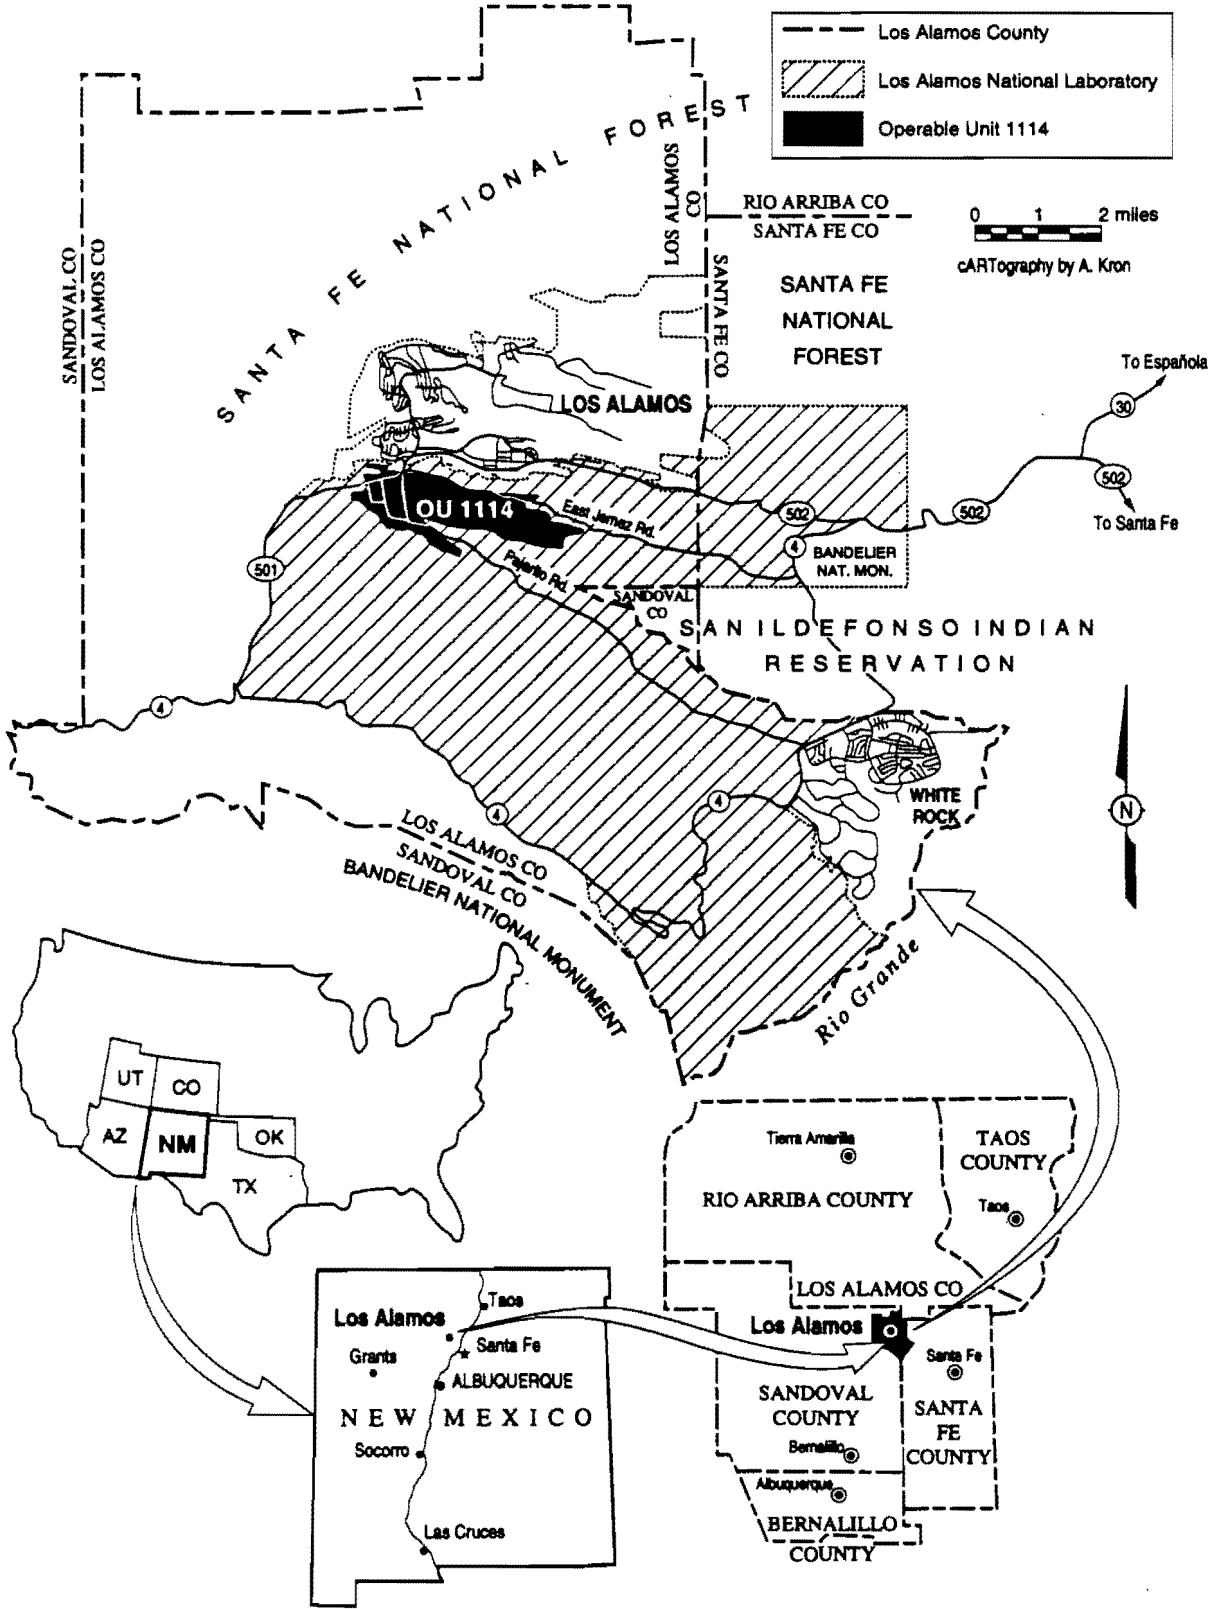 Los Alamos County
Los Alamos National Laboratory
Operable Unit 1114
SANTA FE NATIONAL FOREST
LOS ALAMOS
CO
RIO ARRIBA CO
SANTA FE CO
0 1 2 miles
cARTography by A. Kron
SANDOVAL CO
LOS ALAMOS CO
SANTA FE CO
SANTA FE
NATIONAL
FOREST
To Española
30
LOS ALAMOS
502
To Santa Fe
OU 1114
East Jemez Rd.
502
502
4
BANDELIER
NAT. MON.
501
Pajarito Rd.
SANDOVAL
CO
SAN ILDEFONSO INDIAN
RESERVATION
4
4
4
WHITE
ROCK
N
LOS ALAMOS CO
SANDOVAL CO
BANDELIER NATIONAL MONUMENT
Rio Grande
UT
CO
AZ
NM
OK
TX
Tierra Amarilla
TAOS
COUNTY
RIO ARRIBA COUNTY
Taos
LOS ALAMOS CO
Los Alamos
Santa Fe
SANDOVAL
COUNTY
SANTA
FE
COUNTY
Bernalillo
Albuquerque
BERNALILLO
COUNTY
Taos
Los Alamos
Santa Fe
Grants
ALBUQUERQUE
NEW MEXICO
Socorro
Las Cruces